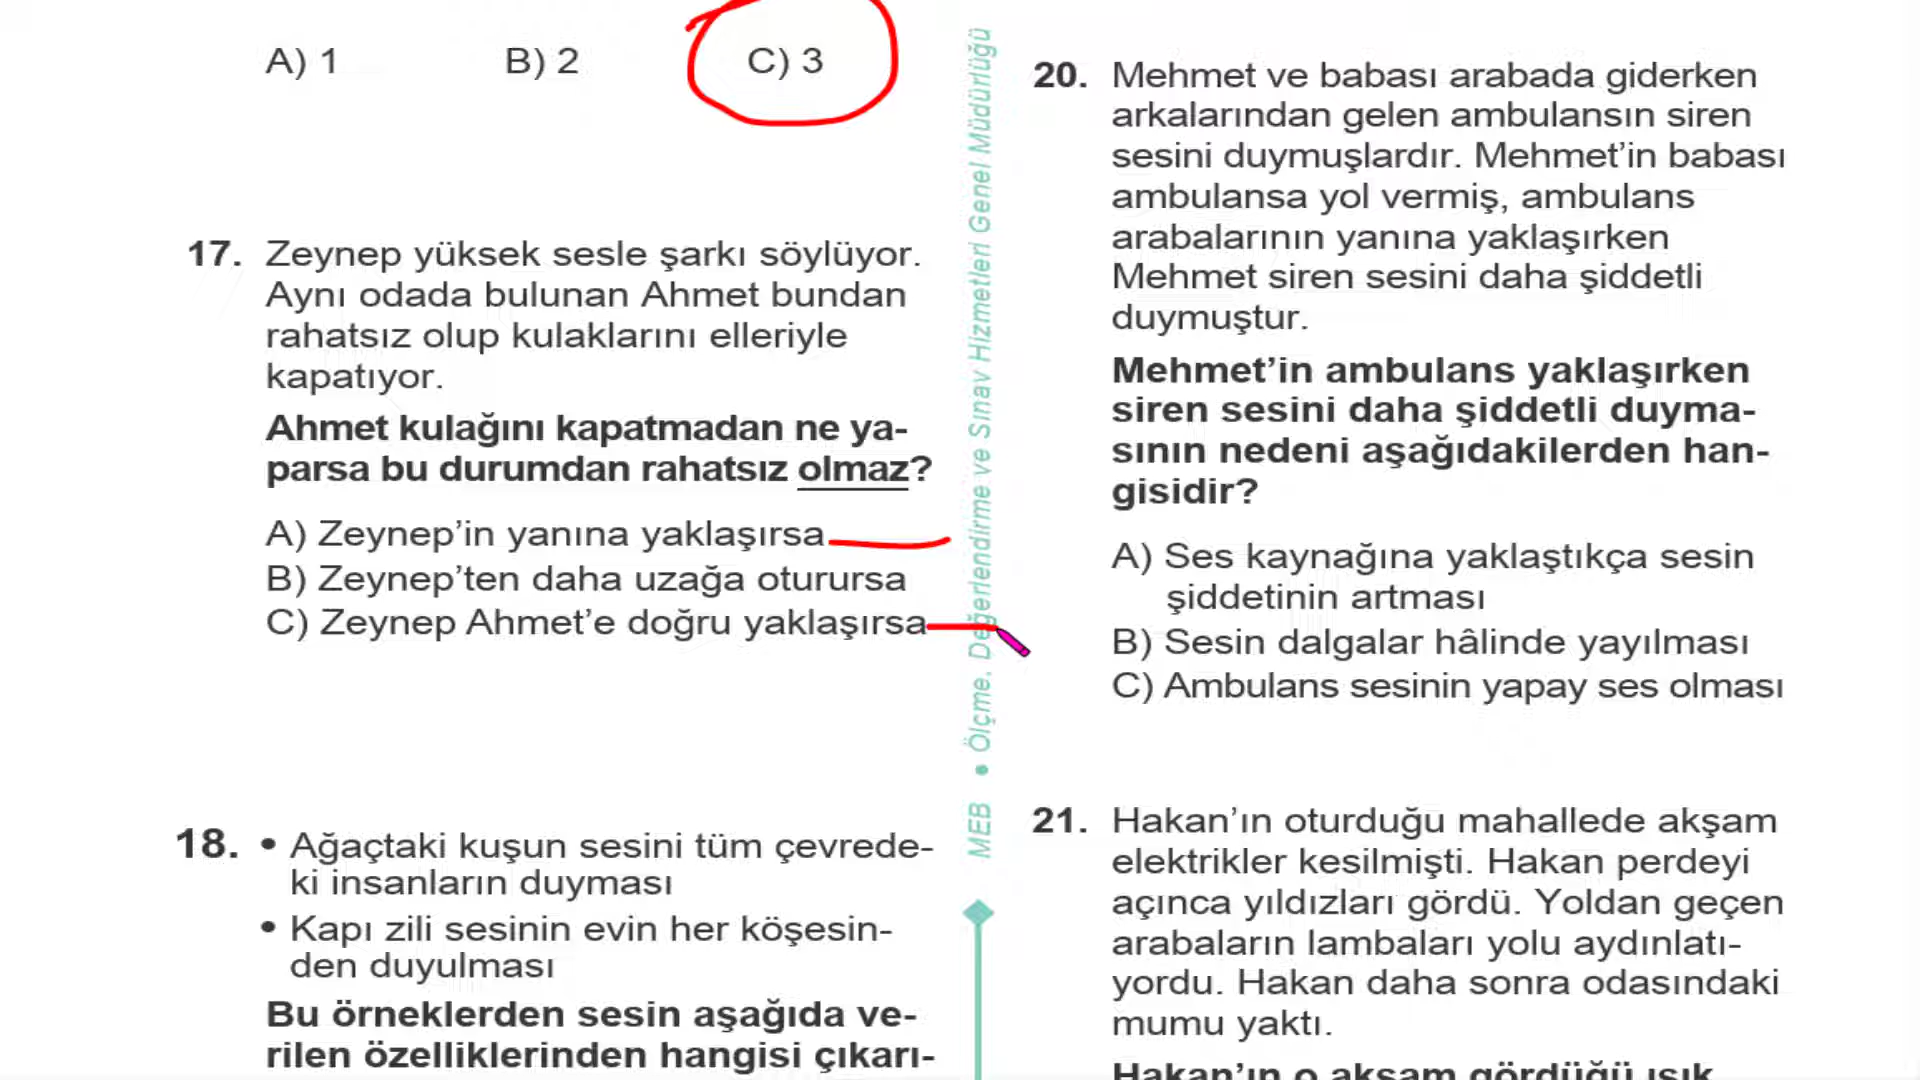 A) 1 B) 2 C) 3
17. Zeynep yüksek sesle şarkı söylüyor.
Aynı odada bulunan Ahmet bundan
rahatsız olup kulaklarını elleriyle
kapatıyor.
Ahmet kulağını kapatmadan ne ya-
parsa bu durumdan rahatsız olmaz?
A) Zeynep’in yanına yaklaşırsa
B) Zeynep’ten daha uzağa oturursa
C) Zeynep Ahmet’e doğru yaklaşırsa
18. • Ağaçtaki kuşun sesini tüm çevrede-
ki insanların duyması
• Kapı zili sesinin evin her köşesin-
den duyulması
Bu örneklerden sesin aşağıda ve-
rilen özelliklerinden hangisi çıkarı-
MEB • Ölçme, Değerlendirme ve Sınav Hizmetleri Genel Müdürlüğü
20. Mehmet ve babası arabada giderken
arkalarından gelen ambulansın siren
sesini duymuşlardır. Mehmet’in babası
ambulansa yol vermiş, ambulans
arabalarının yanına yaklaşırken
Mehmet siren sesini daha şiddetli
duymuştur.
Mehmet’in ambulans yaklaşırken
siren sesini daha şiddetli duyma-
sının nedeni aşağıdakilerden han-
gisidir?
A) Ses kaynağına yaklaştıkça sesin
şiddetinin artması
B) Sesin dalgalar hâlinde yayılması
C) Ambulans sesinin yapay ses olması
21. Hakan’ın oturduğu mahallede akşam
elektrikler kesilmişti. Hakan perdeyi
açınca yıldızları gördü. Yoldan geçen
arabaların lambaları yolu aydınlatı-
yordu. Hakan daha sonra odasındaki
mumu yaktı.
Hakan’ın o akşam gördüğü ışık